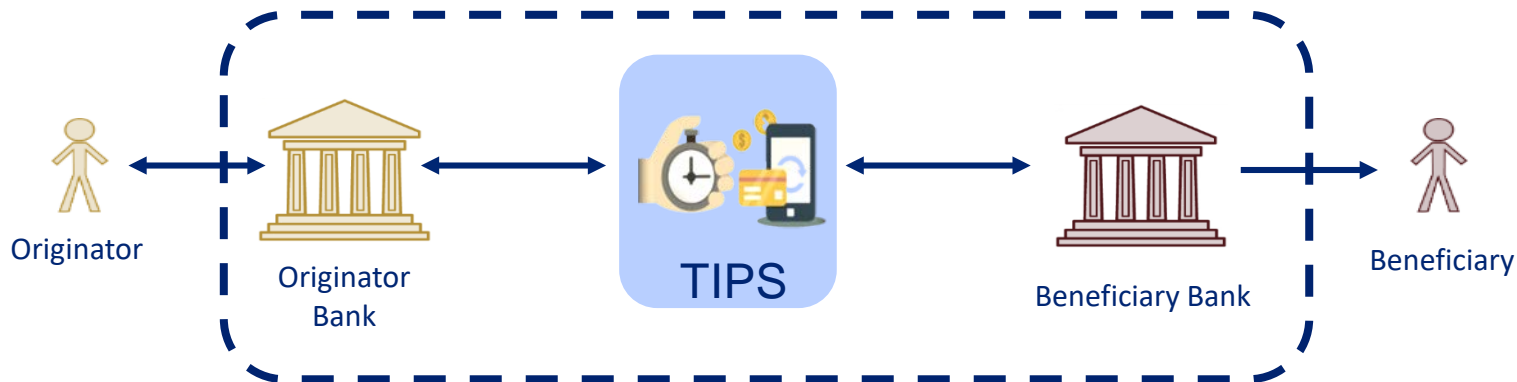 Originator
Originator
Bank
TIPS
Beneficiary Bank
Beneficiary